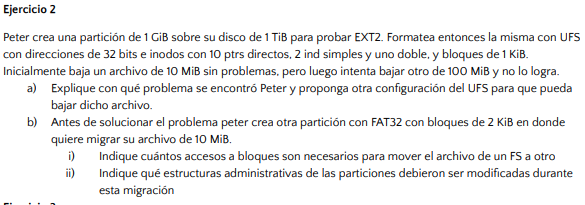 Ejercicio 2
Peter crea una partición de 1 GiB sobre su disco de 1 TiB para probar EXT2. Formatea entonces la misma con UFS
con direcciones de 32 bits e inodos con 10 ptrs directos, 2 ind simples y uno doble, y bloques de 1 KiB.
Inicialmente baja un archivo de 10 MiB sin problemas, pero luego intenta bajar otro de 100 MiB y no lo logra.
a) Explique con qué problema se encontró Peter y proponga otra configuración del UFS para que pueda
bajar dicho archivo.
b) Antes de solucionar el problema peter crea otra partición con FAT32 con bloques de 2 KiB en donde
quiere migrar su archivo de 10 MiB.
i) Indique cuántos accesos a bloques son necesarios para mover el archivo de un FS a otro
ii) Indique qué estructuras administrativas de las particiones debieron ser modificadas durante
esta migración